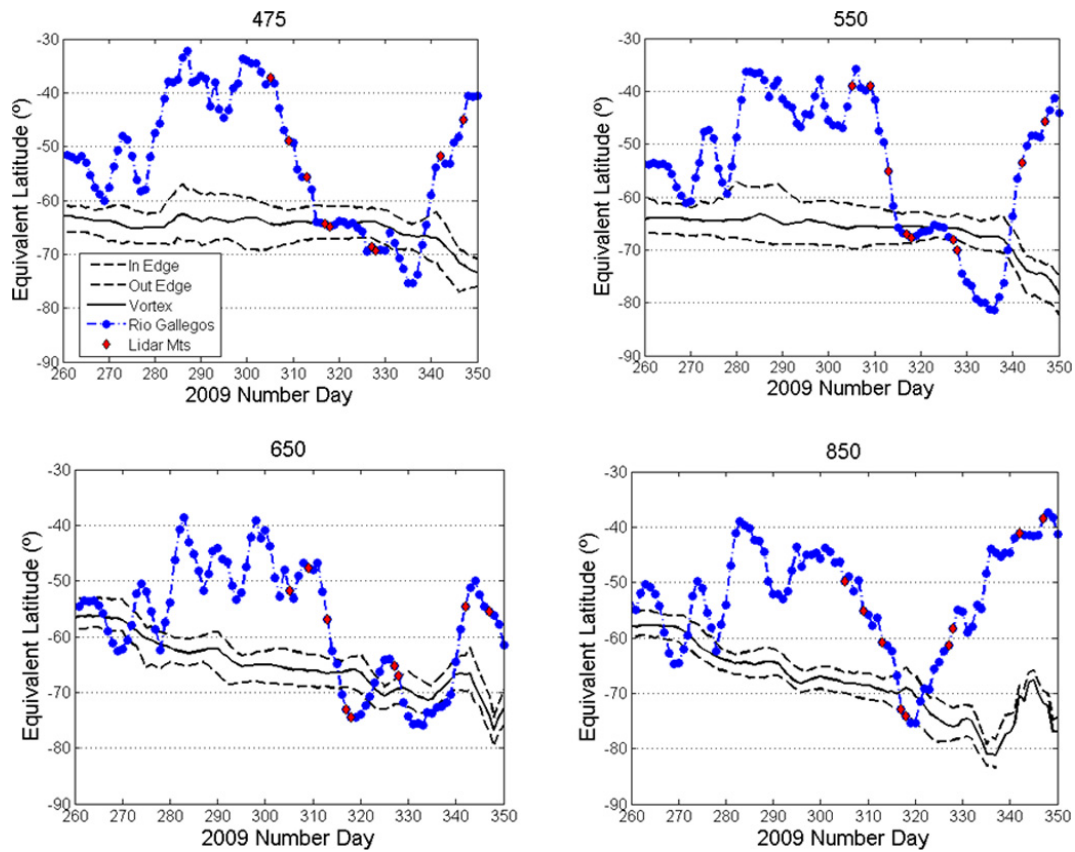 475
-30
-40
-50
-60
-70
-80
-90
Equivalent Latitude (º)
In Edge
Out Edge
Vortex
Rio Gallegos
Lidar Mts
260 270 280 290 300 310 320 330 340 350
2009 Number Day
550
-30
-40
-50
-60
-70
-80
-90
Equivalent Latitude (º)
260 270 280 290 300 310 320 330 340 350
2009 Number Day
650
-30
-40
-50
-60
-70
-80
-90
Equivalent Latitude (º)
260 270 280 290 300 310 320 330 340 350
2009 Number Day
850
-30
-40
-50
-60
-70
-80
-90
Equivalent Latitude (º)
260 270 280 290 300 310 320 330 340 350
2009 Number Day